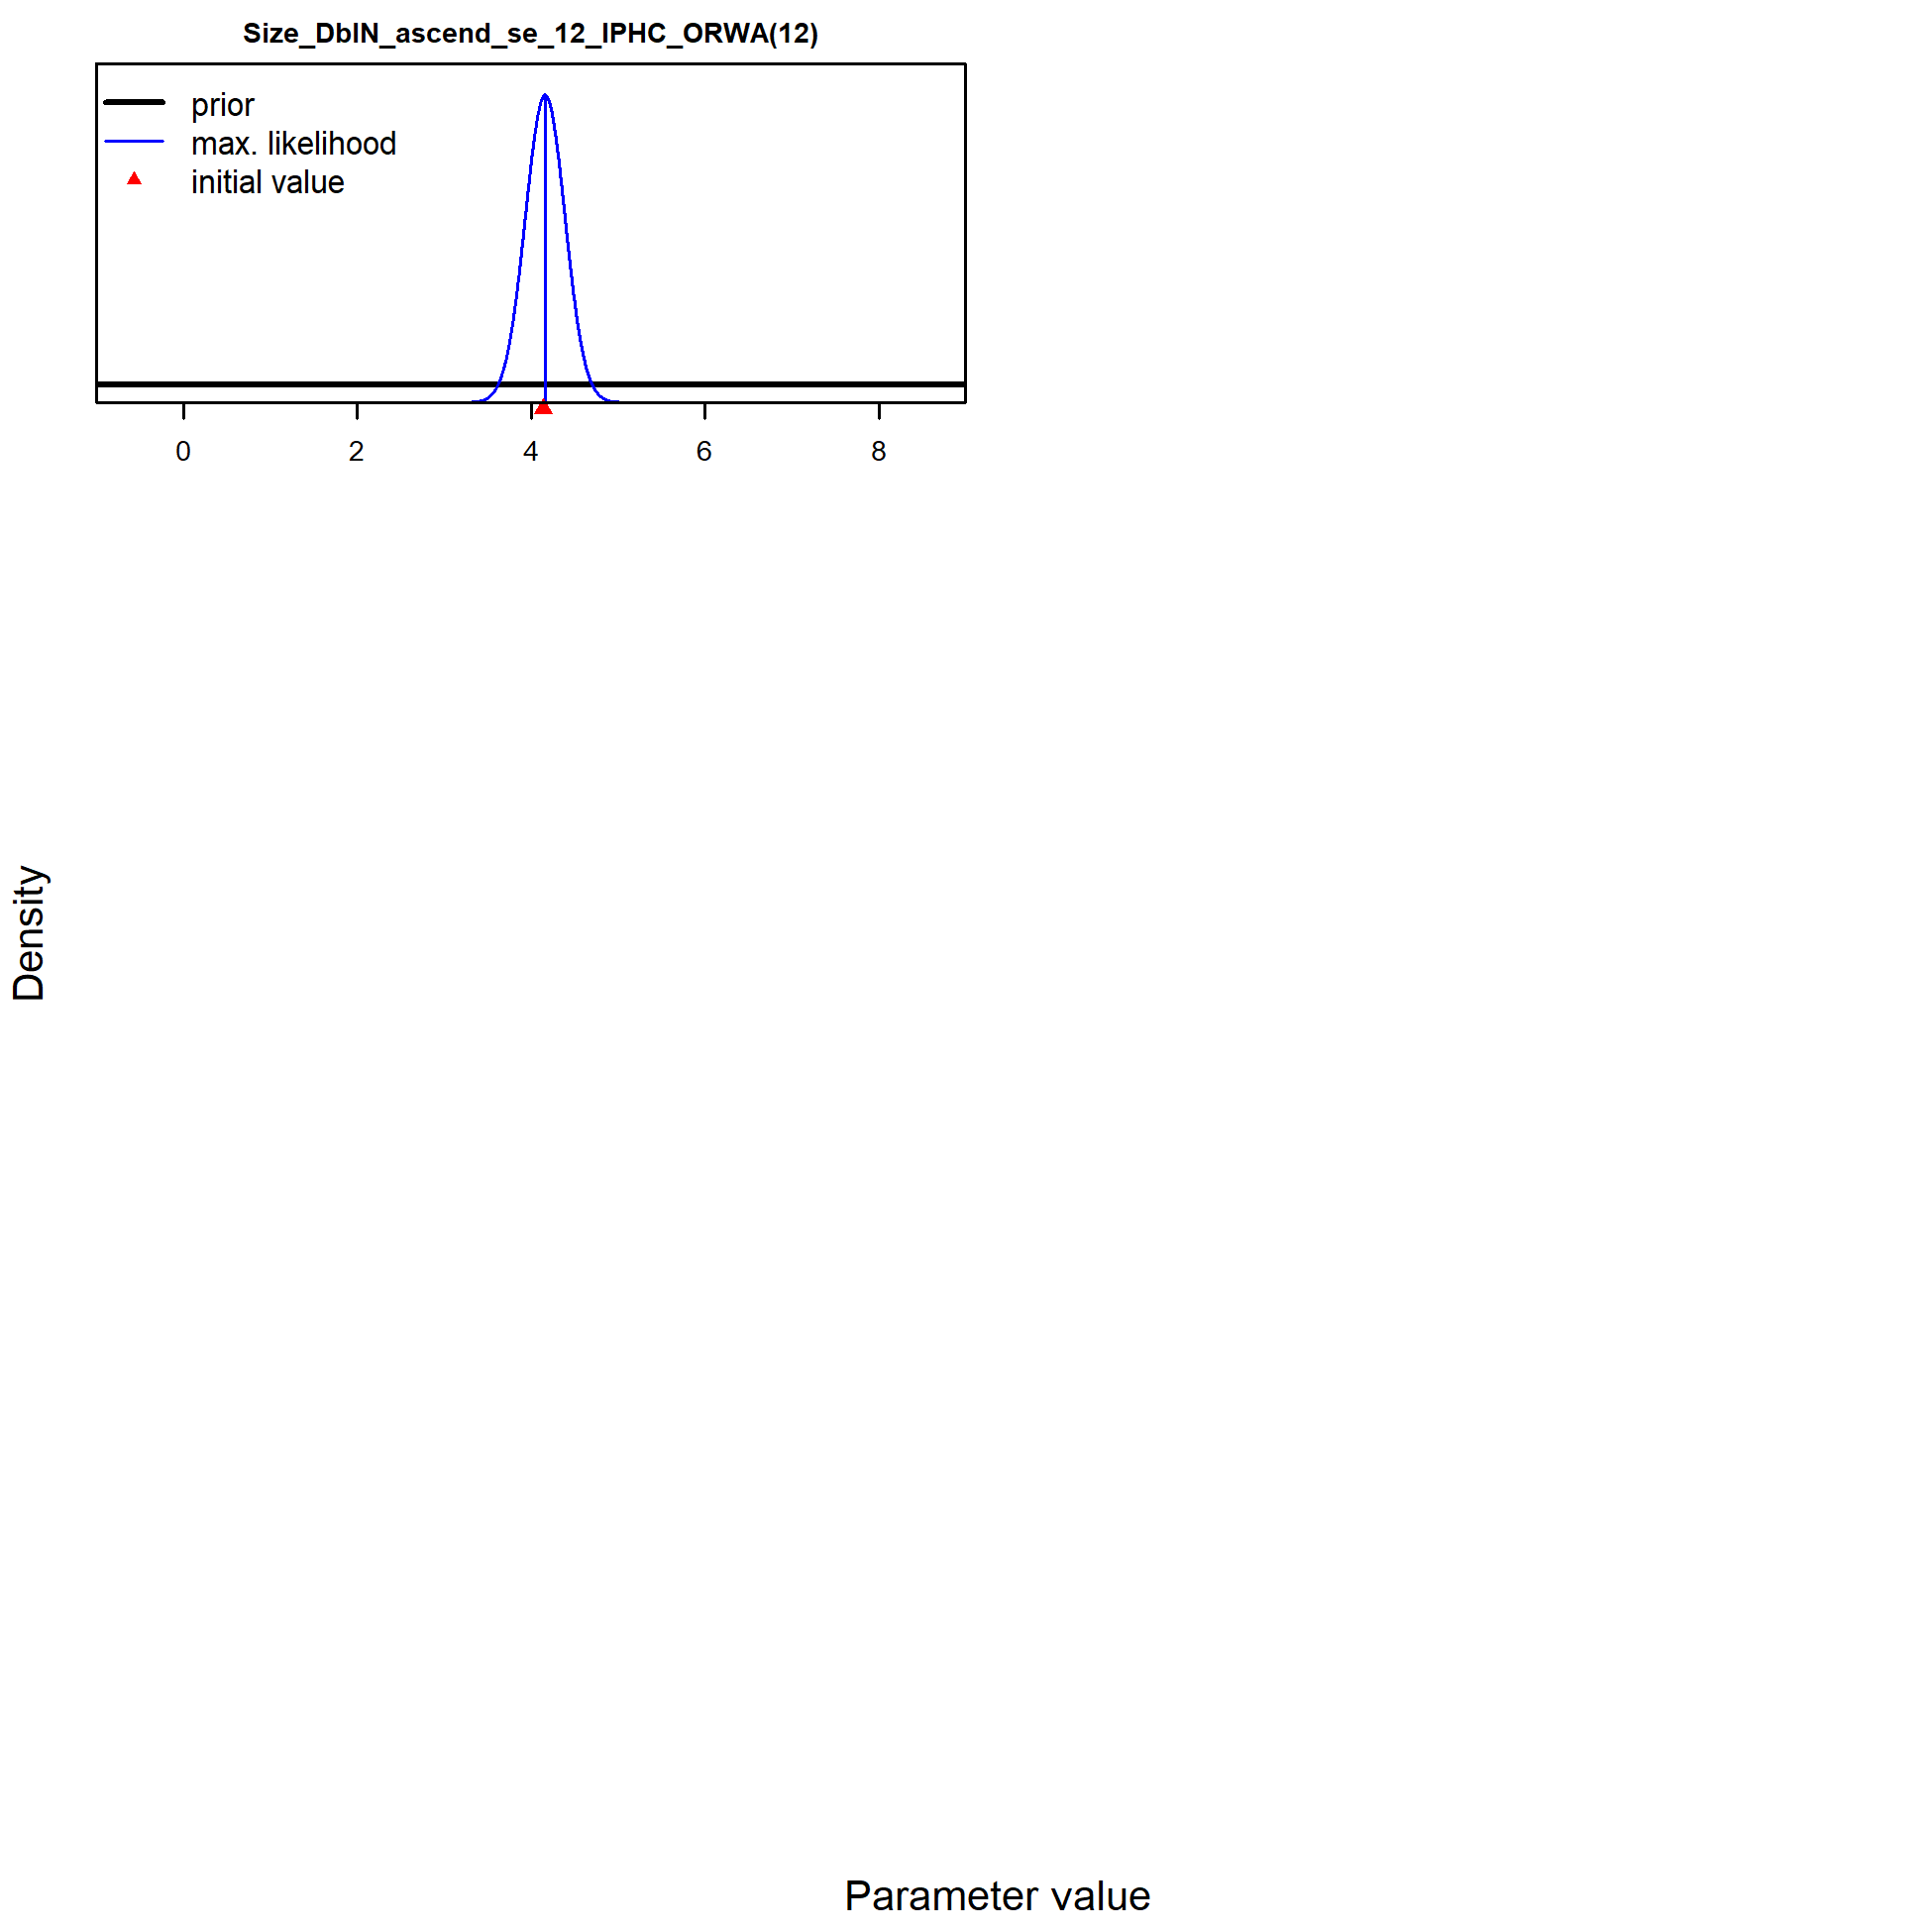 Size_DblN_ascend_se_12_IPHC_ORWA(12)
prior
max. likelihood
initial value
0 2 4 6 8
Density
Parameter value